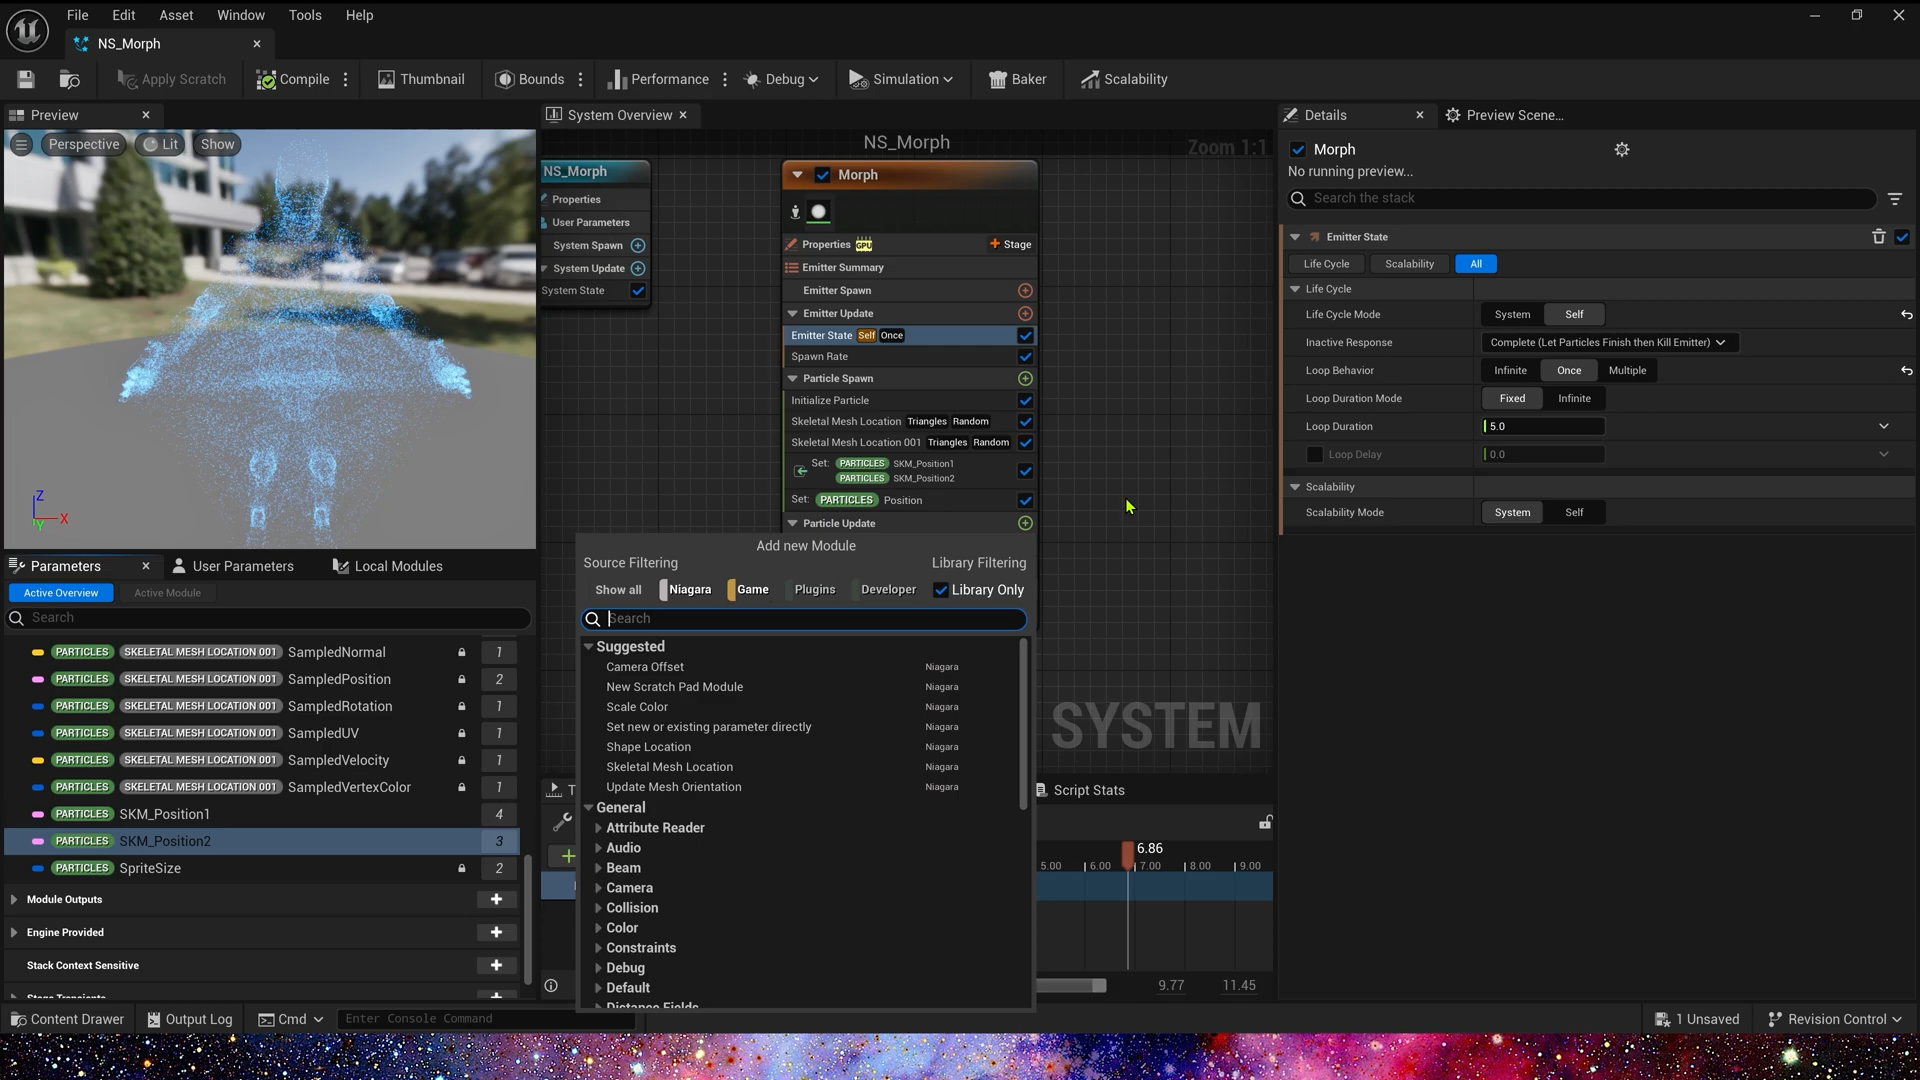 File Edit Asset Window Tools Help
NS_Morph
Apply Scratch Compile Thumbnail Bounds Performance Debug Simulation Baker Scalability
Preview
Perspective Lit Show
Z
X
Y
Parameters User Parameters Local Modules
Active Overview Active Module
Search
PARTICLES SKELETAL MESH LOCATION 001 SampledNormal 1
PARTICLES SKELETAL MESH LOCATION 001 SampledPosition 2
PARTICLES SKELETAL MESH LOCATION 001 SampledRotation 1
PARTICLES SKELETAL MESH LOCATION 001 SampledUV 1
PARTICLES SKELETAL MESH LOCATION 001 SampledVelocity 1
PARTICLES SKELETAL MESH LOCATION 001 SampledVertexColor 1
PARTICLES SKM_Position1 4
PARTICLES SKM_Position2 3
PARTICLES SpriteSize 2
Module Outputs
Engine Provided
Stack Context Sensitive
Stage Transients
System Overview
NS_Morph
Zoom 1:1
NS_Morph
Properties
User Parameters
System Spawn
System Update
System State
Morph
Properties GPU Stage
Emitter Summary
Emitter Spawn
Emitter Update
Emitter State Self Once
Spawn Rate
Particle Spawn
Initialize Particle
Skeletal Mesh Location Triangles Random
Skeletal Mesh Location 001 Triangles Random
Set: PARTICLES SKM_Position1
PARTICLES SKM_Position2
Set: PARTICLES Position
Particle Update
Add new Module
Source Filtering Library Filtering
Show all Niagara Game Plugins Developer Library Only
Search
Suggested
Camera Offset Niagara
New Scratch Pad Module Niagara
Scale Color Niagara
Set new or existing parameter directly Niagara
Shape Location Niagara
Skeletal Mesh Location Niagara
Update Mesh Orientation Niagara
General
Attribute Reader
Audio
Beam
Camera
Collision
Color
Constraints
Debug
Default
Distance Fields
SYSTEM
T
Script Stats
6.86
5.00 6.00 7.00 8.00 9.00
9.77 11.45
Details Preview Scene...
Morph
No running preview...
Search the stack
Emitter State
Life Cycle Scalability All
Life Cycle
Life Cycle Mode System Self
Inactive Response Complete (Let Particles Finish then Kill Emitter)
Loop Behavior Infinite Once Multiple
Loop Duration Mode Fixed Infinite
Loop Duration 5.0
Loop Delay 0.0
Scalability
Scalability Mode System Self
Content Drawer Output Log Cmd Enter Console Command 1 Unsaved Revision Control